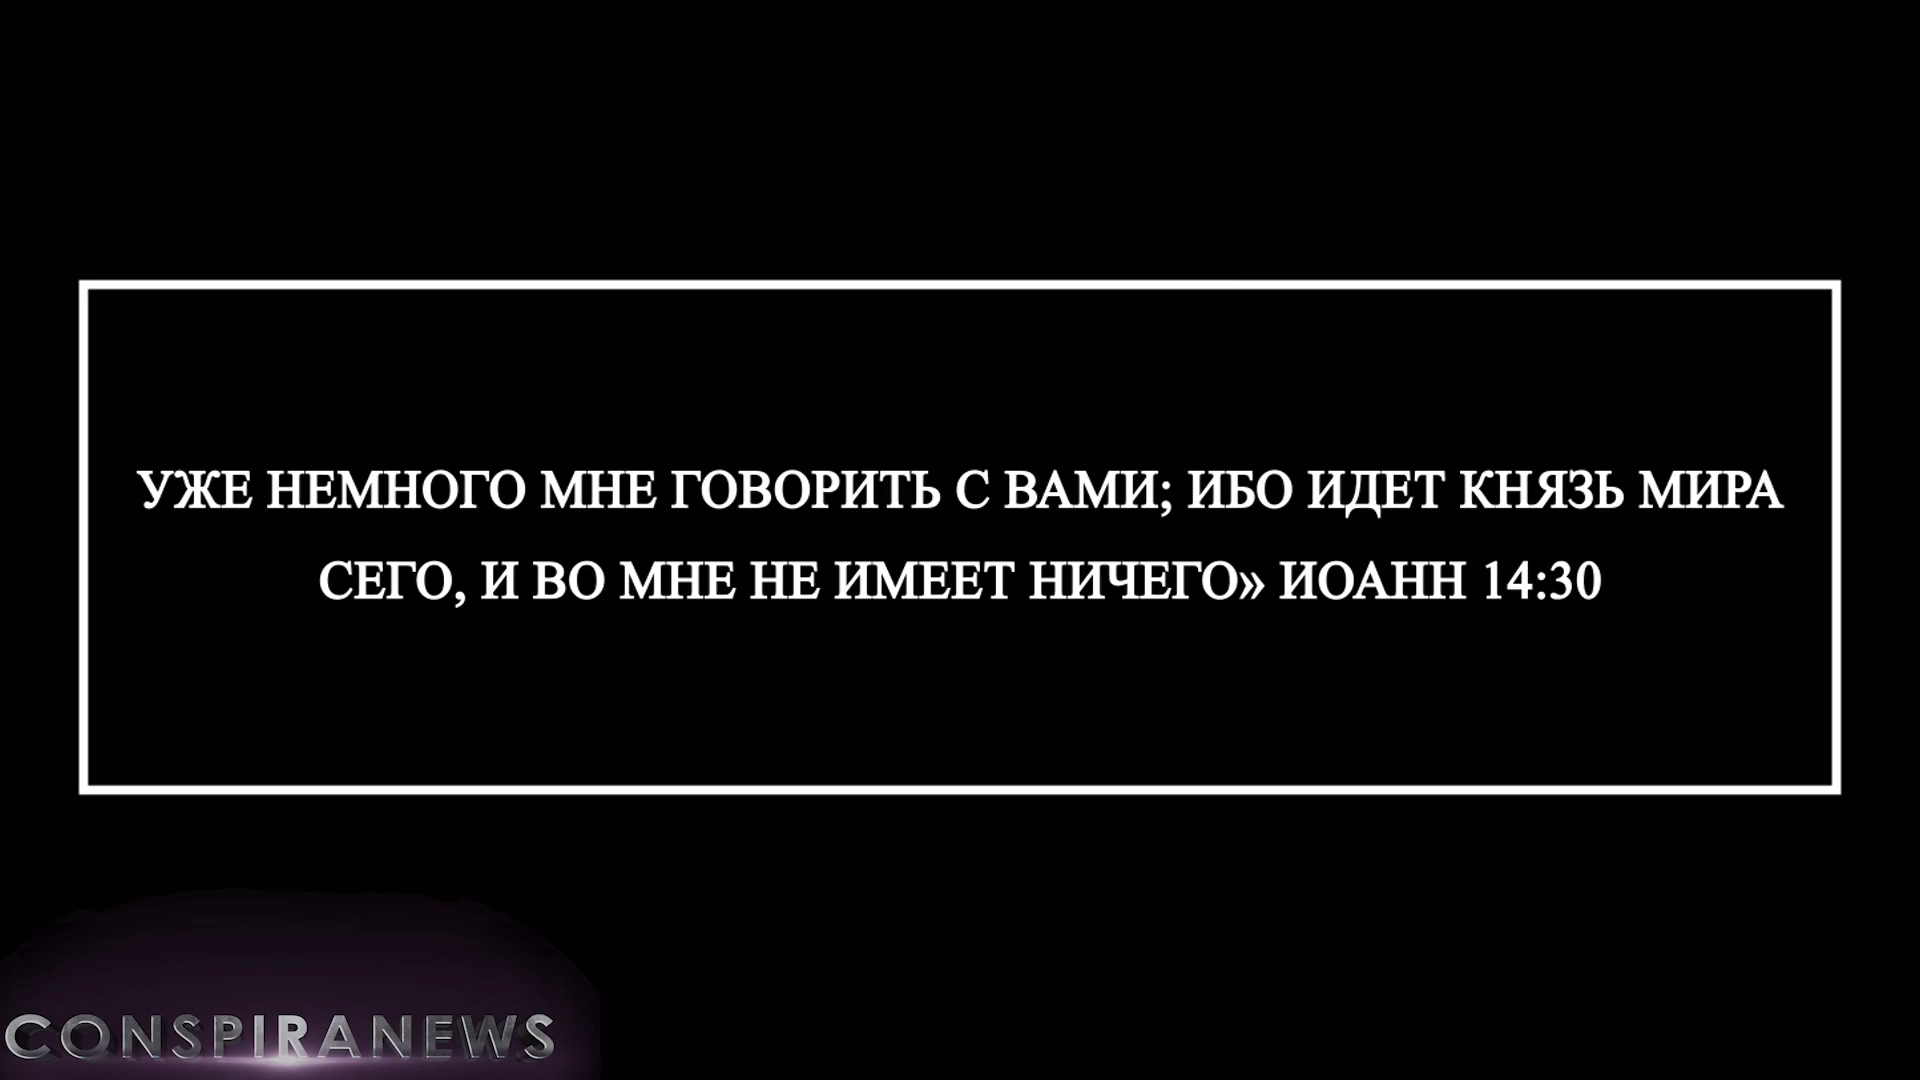 УЖЕ НЕМНОГО МНЕ ГОВОРИТЬ С ВАМИ; ИБО ИДЕТ КНЯЗЬ МИРА
СЕГО, И ВО МНЕ НЕ ИМЕЕТ НИЧЕГО» ИОАНН 14:30
CONSPIRANEWS